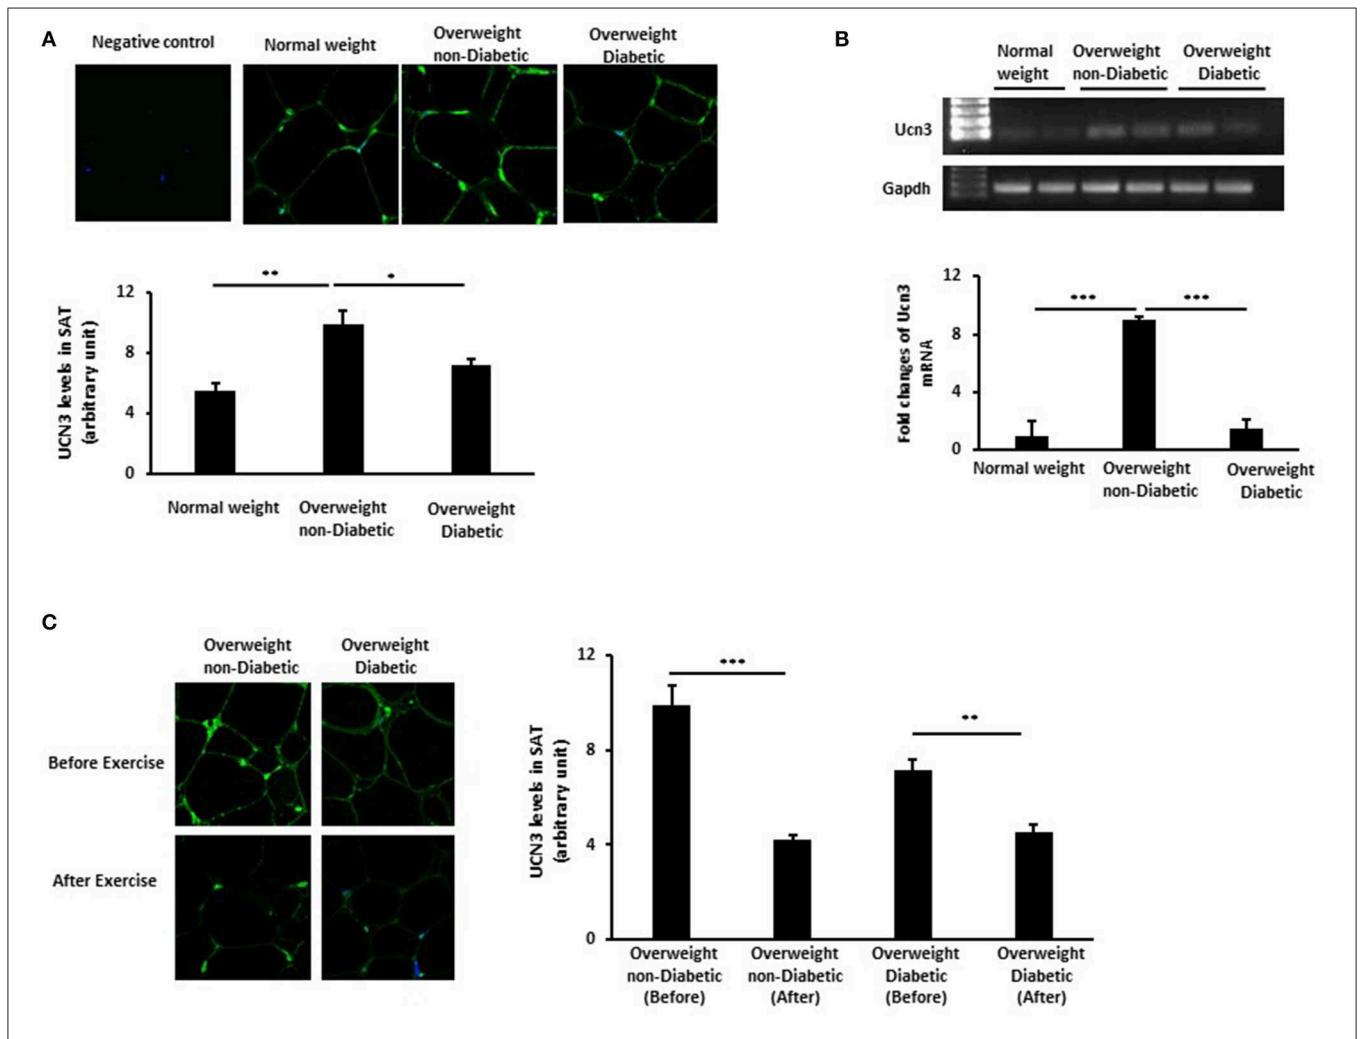 A
Negative control
Normal weight
Overweight
non-Diabetic
Overweight
Diabetic
**
*
12
8
4
0
UCN3 levels in SAT
(arbitrary unit)
Normal weight
Overweight
non-Diabetic
Overweight
Diabetic
B
Normal
weight
Overweight
non-Diabetic
Overweight
Diabetic
Ucn3
Gapdh
***
***
12
8
4
0
Fold changes of Ucn3
mRNA
Normal weight
Overweight
non-Diabetic
Overweight
Diabetic
C
Overweight
non-Diabetic
Overweight
Diabetic
Before Exercise
After Exercise
***
**
12
8
4
0
UCN3 levels in SAT
(arbitrary unit)
Overweight
non-Diabetic
(Before)
Overweight
non-Diabetic
(After)
Overweight
Diabetic
(Before)
Overweight
Diabetic
(After)